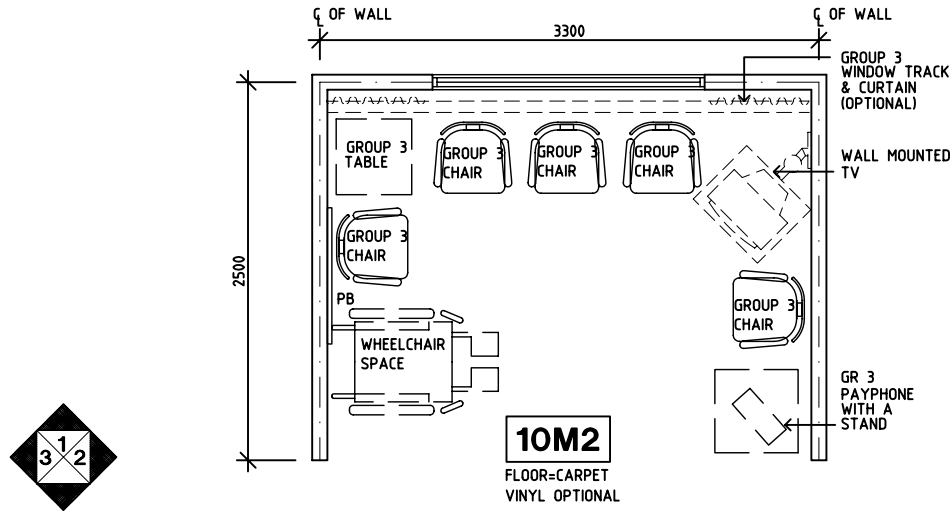 ℄ OF WALL
℄ OF WALL
3300
GROUP 3
WINDOW TRACK
& CURTAIN
(OPTIONAL)
GROUP 3
TABLE
GROUP 3
CHAIR
GROUP 3
CHAIR
GROUP 3
CHAIR
WALL MOUNTED
TV
GROUP 3
CHAIR
2500
PB
GROUP 3
CHAIR
WHEELCHAIR
SPACE
GR 3
PAYPHONE
WITH A
STAND
1
3 2
10M2
FLOOR=CARPET
VINYL OPTIONAL